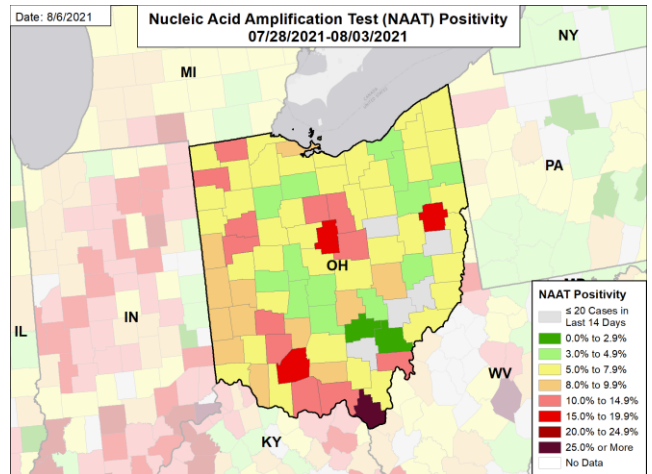 Date: 8/6/2021
Nucleic Acid Amplification Test (NAAT) Positivity
07/28/2021-08/03/2021
NY
MI
PA
OH
IN
IL
WV
KY
NAAT Positivity
≤ 20 Cases in
Last 14 Days
0.0% to 2.9%
3.0% to 4.9%
5.0% to 7.9%
8.0% to 9.9%
10.0% to 14.9%
15.0% to 19.9%
20.0% to 24.9%
25.0% or More
No Data